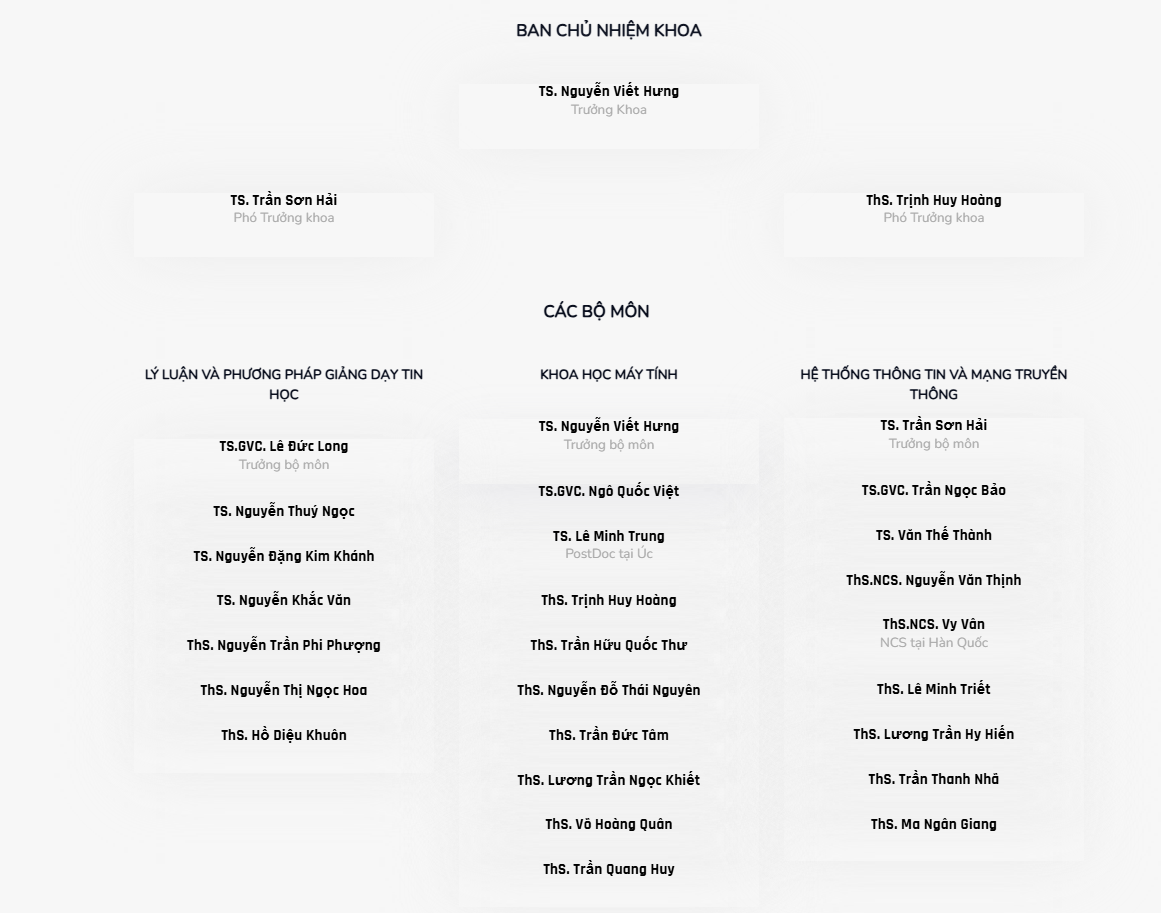 BAN CHỦ NHIỆM KHOA
TS. Nguyễn Viết Hưng
Trưởng Khoa
TS. Trần Sơn Hải
Phó Trưởng khoa
ThS. Trịnh Huy Hoàng
Phó Trưởng khoa
CÁC BỘ MÔN
LÝ LUẬN VÀ PHƯƠNG PHÁP GIẢNG DẠY TIN
HỌC
TS.GVC. Lê Đức Long
Trưởng bộ môn
TS. Nguyễn Thuý Ngọc
TS. Nguyễn Đặng Kim Khánh
TS. Nguyễn Khắc Văn
ThS. Nguyễn Trần Phi Phượng
ThS. Nguyễn Thị Ngọc Hoa
ThS. Hồ Diệu Khuôn
KHOA HỌC MÁY TÍNH
TS. Nguyễn Viết Hưng
Trưởng bộ môn
TS.GVC. Ngô Quốc Việt
TS. Lê Minh Trung
PostDoc tại Úc
ThS. Trịnh Huy Hoàng
ThS. Trần Hữu Quốc Thư
ThS. Nguyễn Đỗ Thái Nguyên
ThS. Trần Đức Tâm
ThS. Lương Trần Ngọc Khiết
ThS. Võ Hoàng Quân
ThS. Trần Quang Huy
HỆ THỐNG THÔNG TIN VÀ MẠNG TRUYỀN
THÔNG
TS. Trần Sơn Hải
Trưởng bộ môn
TS.GVC. Trần Ngọc Bảo
TS. Văn Thế Thành
ThS.NCS. Nguyễn Văn Thịnh
ThS.NCS. Vy Vân
NCS tại Hàn Quốc
ThS. Lê Minh Triết
ThS. Lương Trần Hy Hiến
ThS. Trần Thanh Nhã
ThS. Ma Ngân Giang